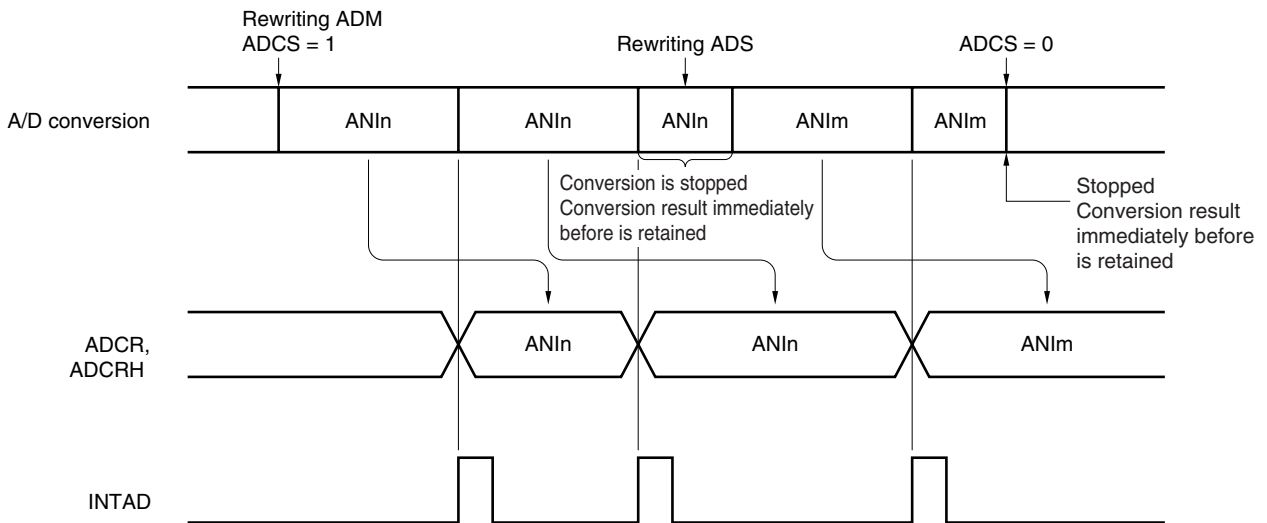 Rewriting ADM
ADCS = 1
Rewriting ADS
ADCS = 0
A/D conversion
ANIn
ANIn
ANIn
ANIm
ANIm
Conversion is stopped
Conversion result immediately
before is retained
Stopped
Conversion result
immediately before
is retained
ADCR,
ADCRH
ANIn
ANIn
ANIm
INTAD